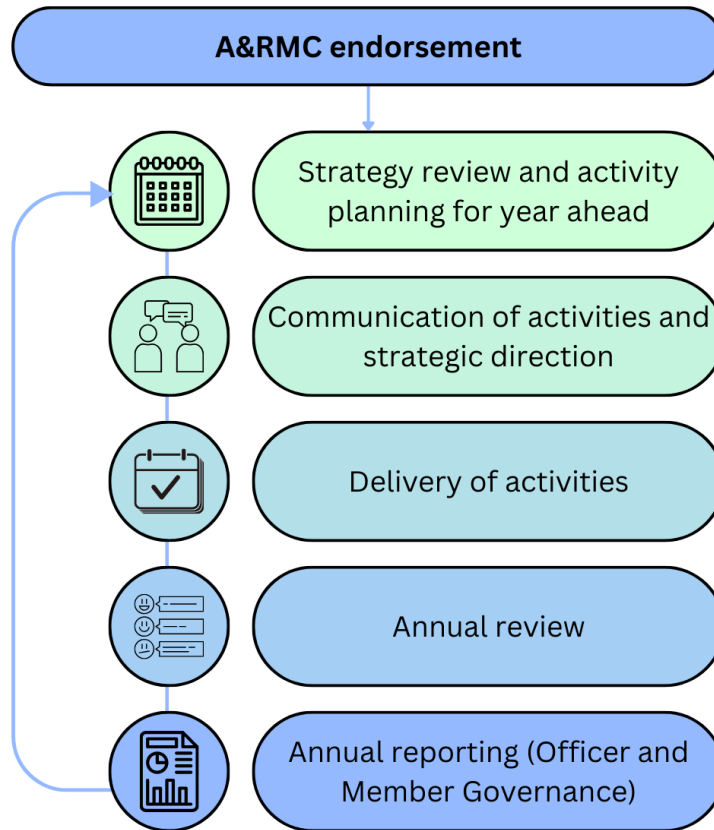 A&RMC endorsement
Strategy review and activity
planning for year ahead
Communication of activities and
strategic direction
Delivery of activities
Annual review
Annual reporting (Officer and
Member Governance)